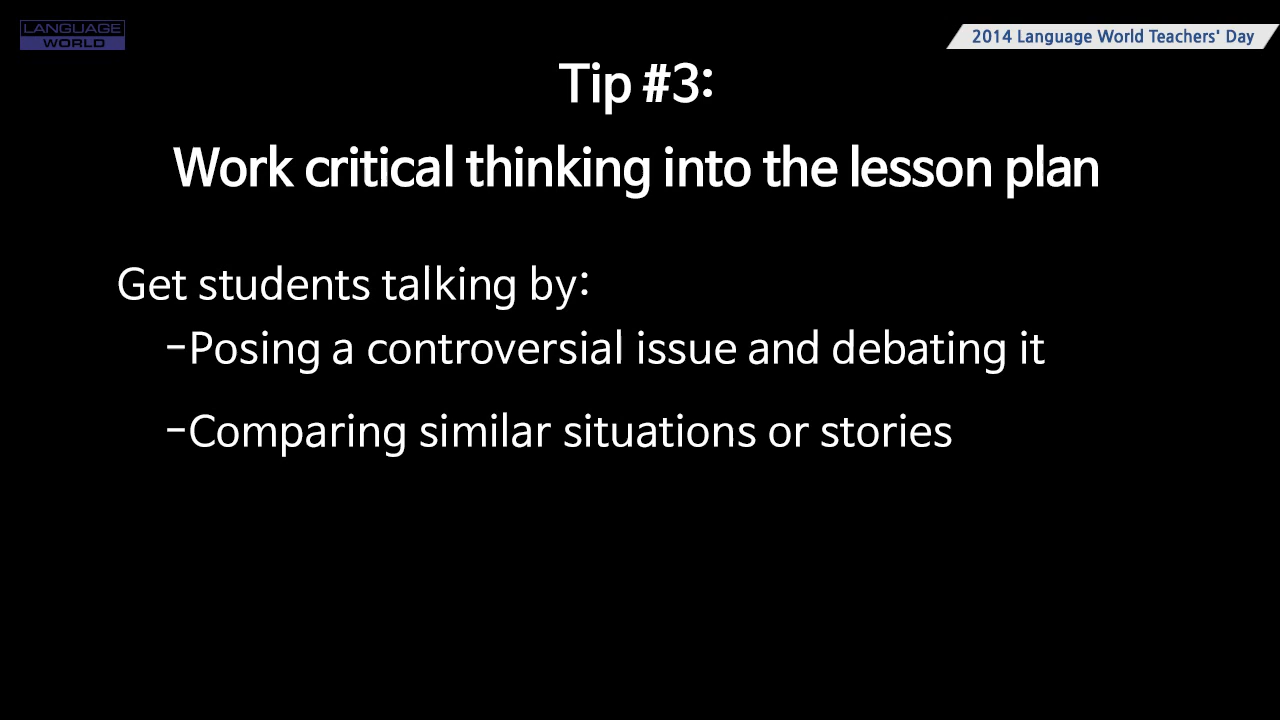 LANGUAGE
WORLD
2014 Language World Teachers' Day
Tip #3:
Work critical thinking into the lesson plan
Get students talking by:
-Posing a controversial issue and debating it
-Comparing similar situations or stories